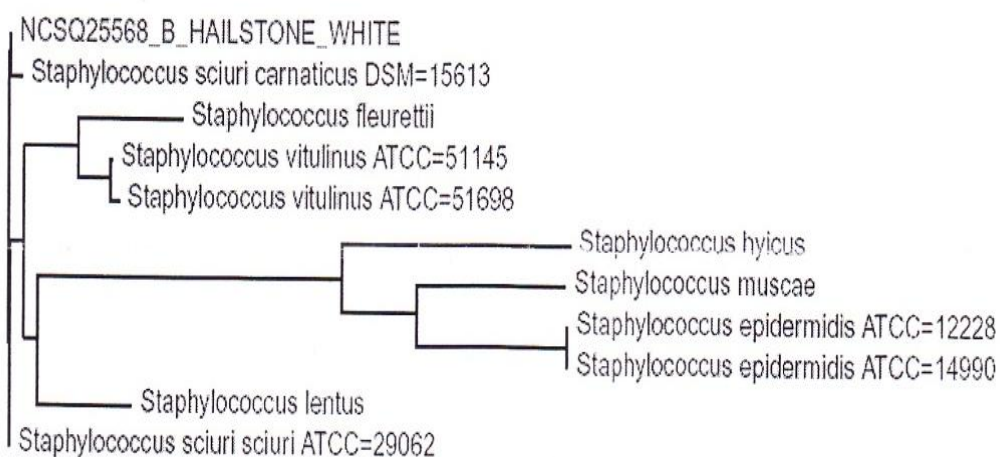 NCSQ25568_B_HAILSTONE_WHITE
Staphylococcus sciuri carnaticus DSM=15613
Staphylococcus fleurettii
Staphylococcus vitulinus ATCC=51145
Staphylococcus vitulinus ATCC=51698
Staphylococcus hyicus
Staphylococcus muscae
Staphylococcus epidermidis ATCC=12228
Staphylococcus epidermidis ATCC=14990
Staphylococcus lentus
Staphylococcus sciuri sciuri ATCC=29062